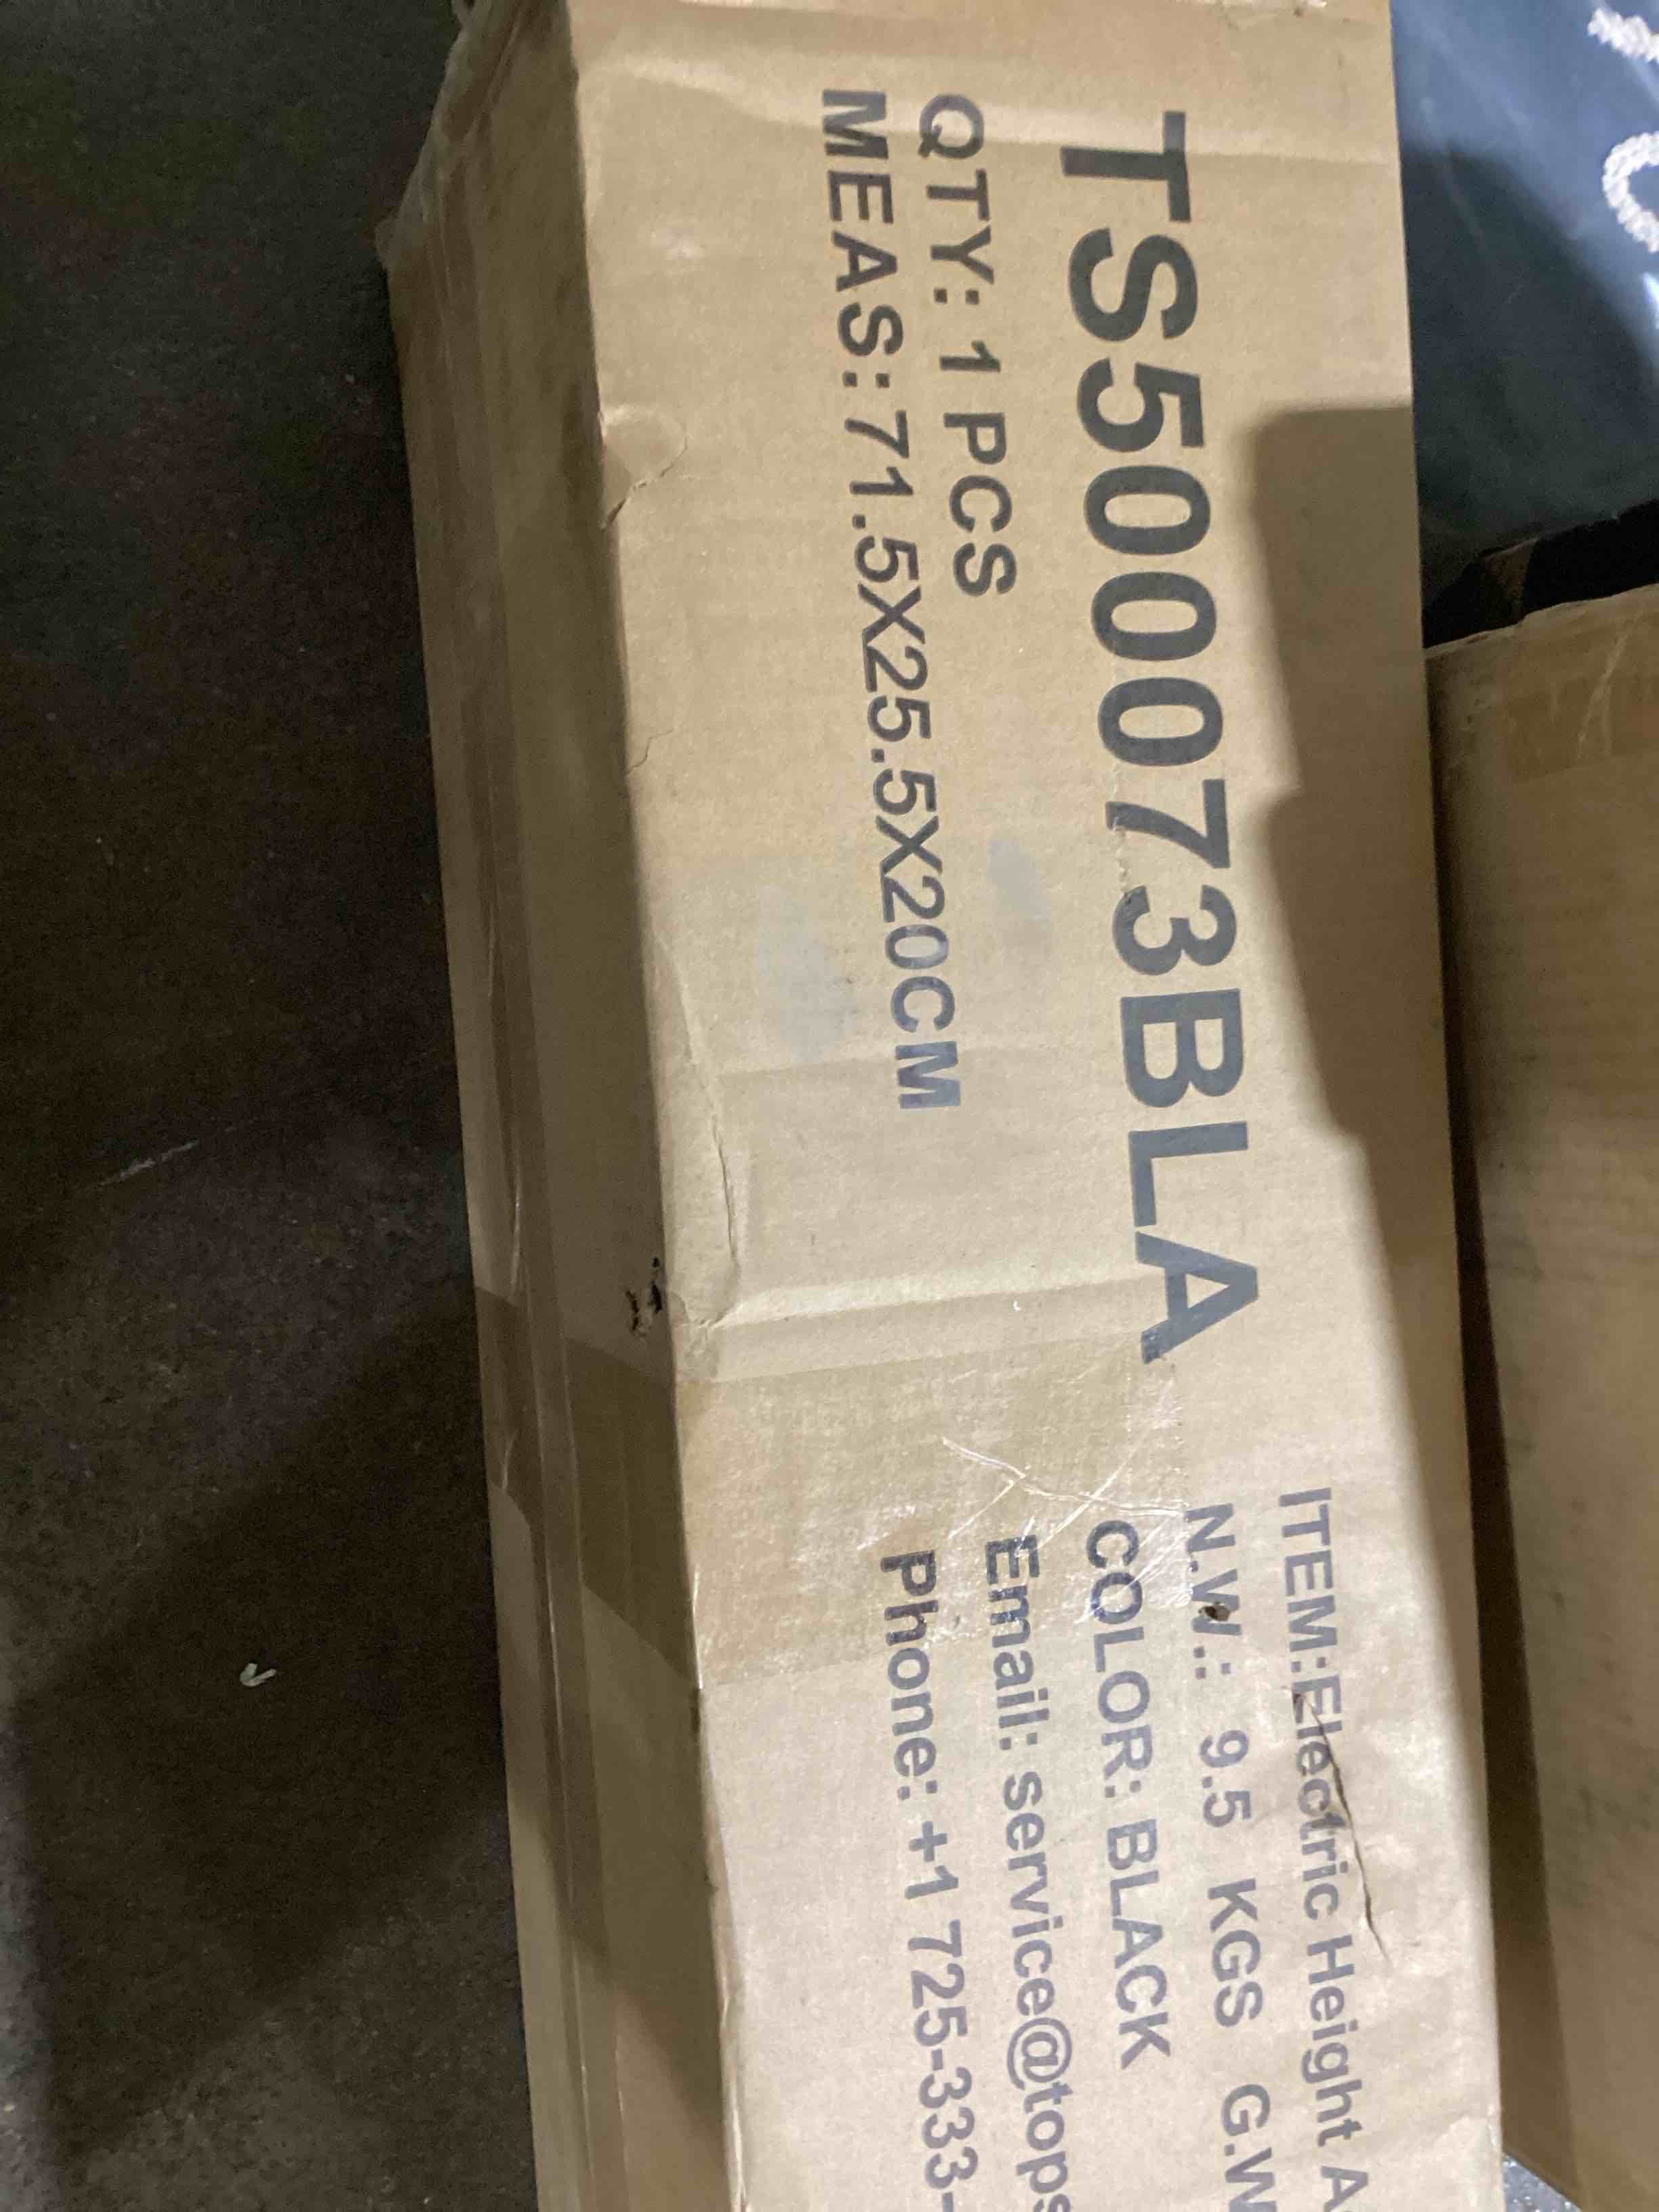 TS500073BLA
QTY: 1 PCS
MEAS: 71.5X25.5X20CM
ITEM:Electric Height A
N.W.: 9.5 KGS G.W
COLOR: BLACK
Email: service@tops
Phone: +1 725-333-